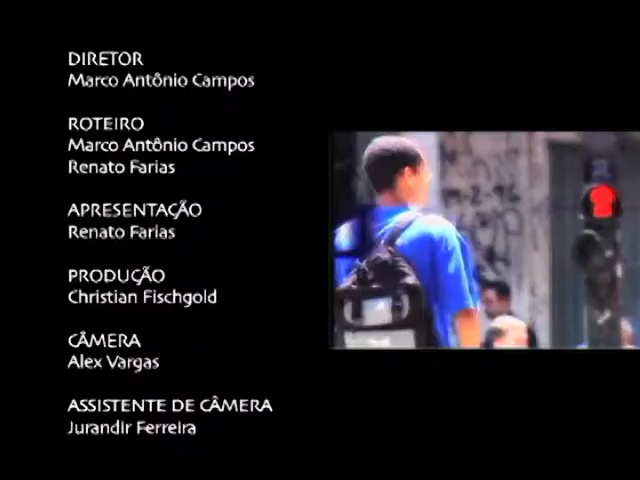 DIRETOR
Marco Antônio Campos
ROTEIRO
Marco Antônio Campos
Renato Farias
APRESENTAÇÃO
Renato Farias
PRODUÇÃO
Christian Fischgold
CÂMERA
Alex Vargas
ASSISTENTE DE CÂMERA
Jurandir Ferreira